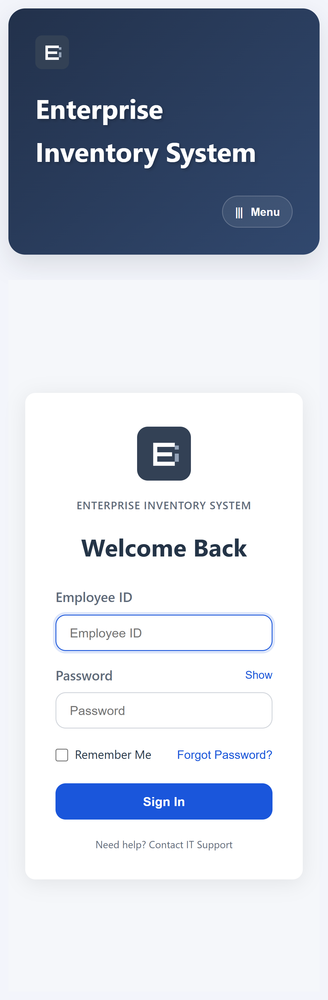 Enterprise
Inventory System
Menu
ENTERPRISE INVENTORY SYSTEM
Welcome Back
Employee ID
Employee ID
Password Show
Password
Remember Me Forgot Password?
Sign In
Need help? Contact IT Support